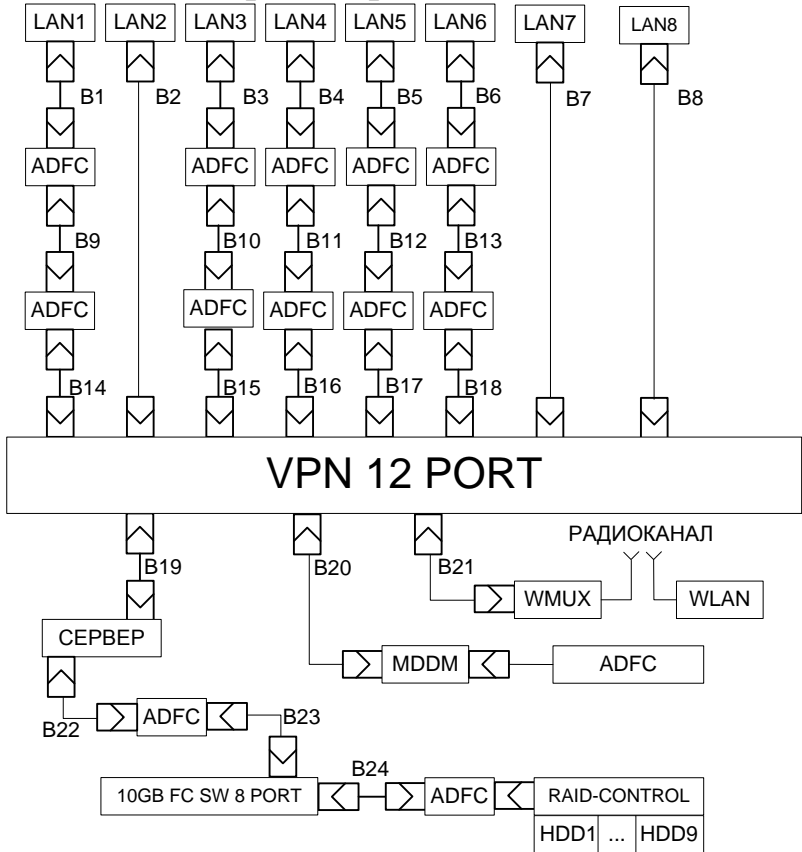 LAN1 LAN2 LAN3 LAN4 LAN5 LAN6 LAN7 LAN8
B1 B2 B3 B4 B5 B6 B7 B8
ADFC ADFC ADFC ADFC ADFC
B9 B10 B11 B12 B13
ADFC ADFC ADFC ADFC ADFC
B14 B15 B16 B17 B18
VPN 12 PORT
РАДИОКАНАЛ
B19 B20 B21
WMUX WLAN
СЕРВЕР
MDDM ADFC
B22 ADFC B23
B24
10GB FC SW 8 PORT ADFC RAID-CONTROL
HDD1 ... HDD9